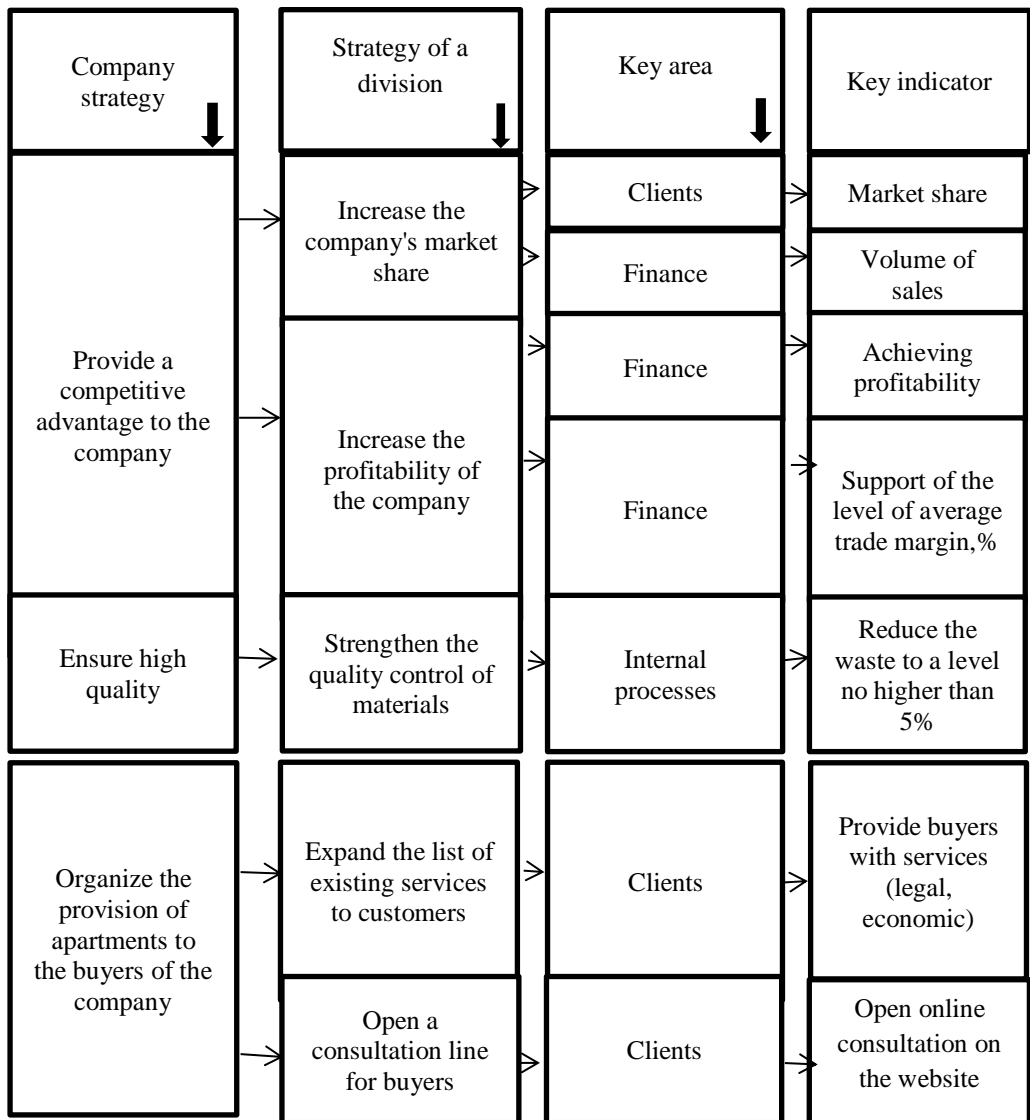 Company
strategy
Strategy of a
division
Key area
Key indicator
Provide a
competitive
advantage to the
company
Increase the
company's market
share
Clients
Market share
Finance
Volume of
sales
Increase the
profitability of
the company
Finance
Achieving
profitability
Finance
Support of the
level of average
trade margin,%
Ensure high
quality
Strengthen the
quality control of
materials
Internal
processes
Reduce the
waste to a level
no higher than
5%
Organize the
provision of
apartments to
the buyers of the
company
Expand the list of
existing services
to customers
Clients
Provide buyers
with services
(legal,
economic)
Open a
consultation line
for buyers
Clients
Open online
consultation on
the website